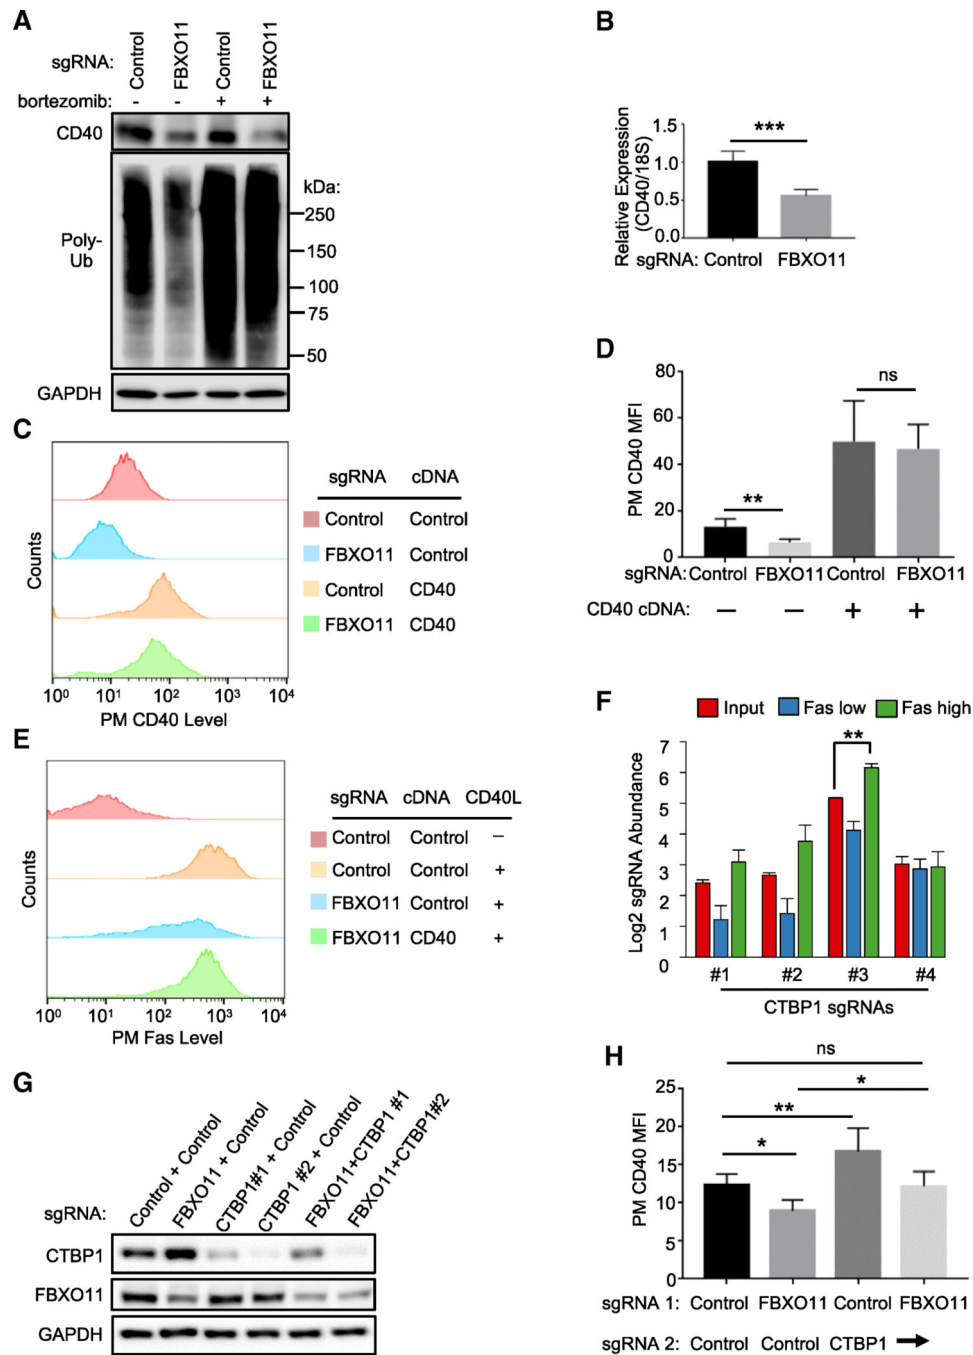 A
sgRNA: Control FBXO11 Control FBXO11
bortezomib: - - + +
CD40
kDa:
250
Poly-
Ub
150
100
75
50
GAPDH
B
Relative Expression
(CD40/18S)
1.5
1.0
0.5
0.0
***
sgRNA: Control FBXO11
C
Counts
10⁰ 10¹ 10² 10³ 10⁴
PM CD40 Level
sgRNA cDNA
Control Control
FBXO11 Control
Control CD40
FBXO11 CD40
D
PM CD40 MFI
80
60
40
20
0
** ns
sgRNA: Control FBXO11 Control FBXO11
CD40 cDNA: – – + +
E
Counts
10⁰ 10¹ 10² 10³ 10⁴
PM Fas Level
sgRNA cDNA CD40L
Control Control –
Control Control +
FBXO11 Control +
FBXO11 CD40 +
F
Input Fas low Fas high
Log2 sgRNA Abundance
7
6
5
4
3
2
1
0
**
#1 #2 #3 #4
CTBP1 sgRNAs
G
sgRNA: Control + Control FBXO11 + Control CTBP1#1 + Control CTBP1 #2 + Control FBXO11+CTBP1 #1 FBXO11+CTBP1#2
CTBP1
FBXO11
GAPDH
H
PM CD40 MFI
25
20
15
10
5
0
ns
*
**
*
sgRNA 1: Control FBXO11 Control FBXO11
sgRNA 2: Control Control CTBP1 →